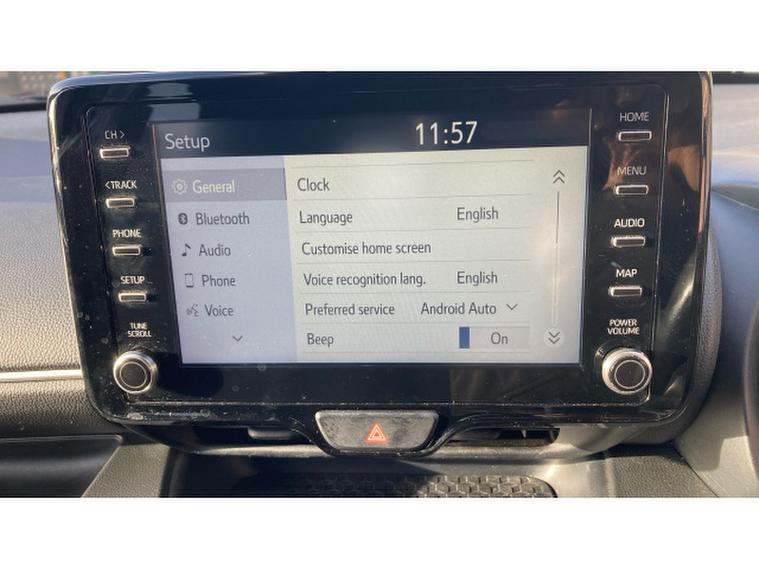 CH >
< TRACK
PHONE
SETUP
TUNE
SCROLL
Setup
11:57
General
Bluetooth
Audio
Phone
Voice
Clock
Language English
Customise home screen
Voice recognition lang. English
Preferred service Android Auto
Beep On
HOME
MENU
AUDIO
MAP
POWER
VOLUME